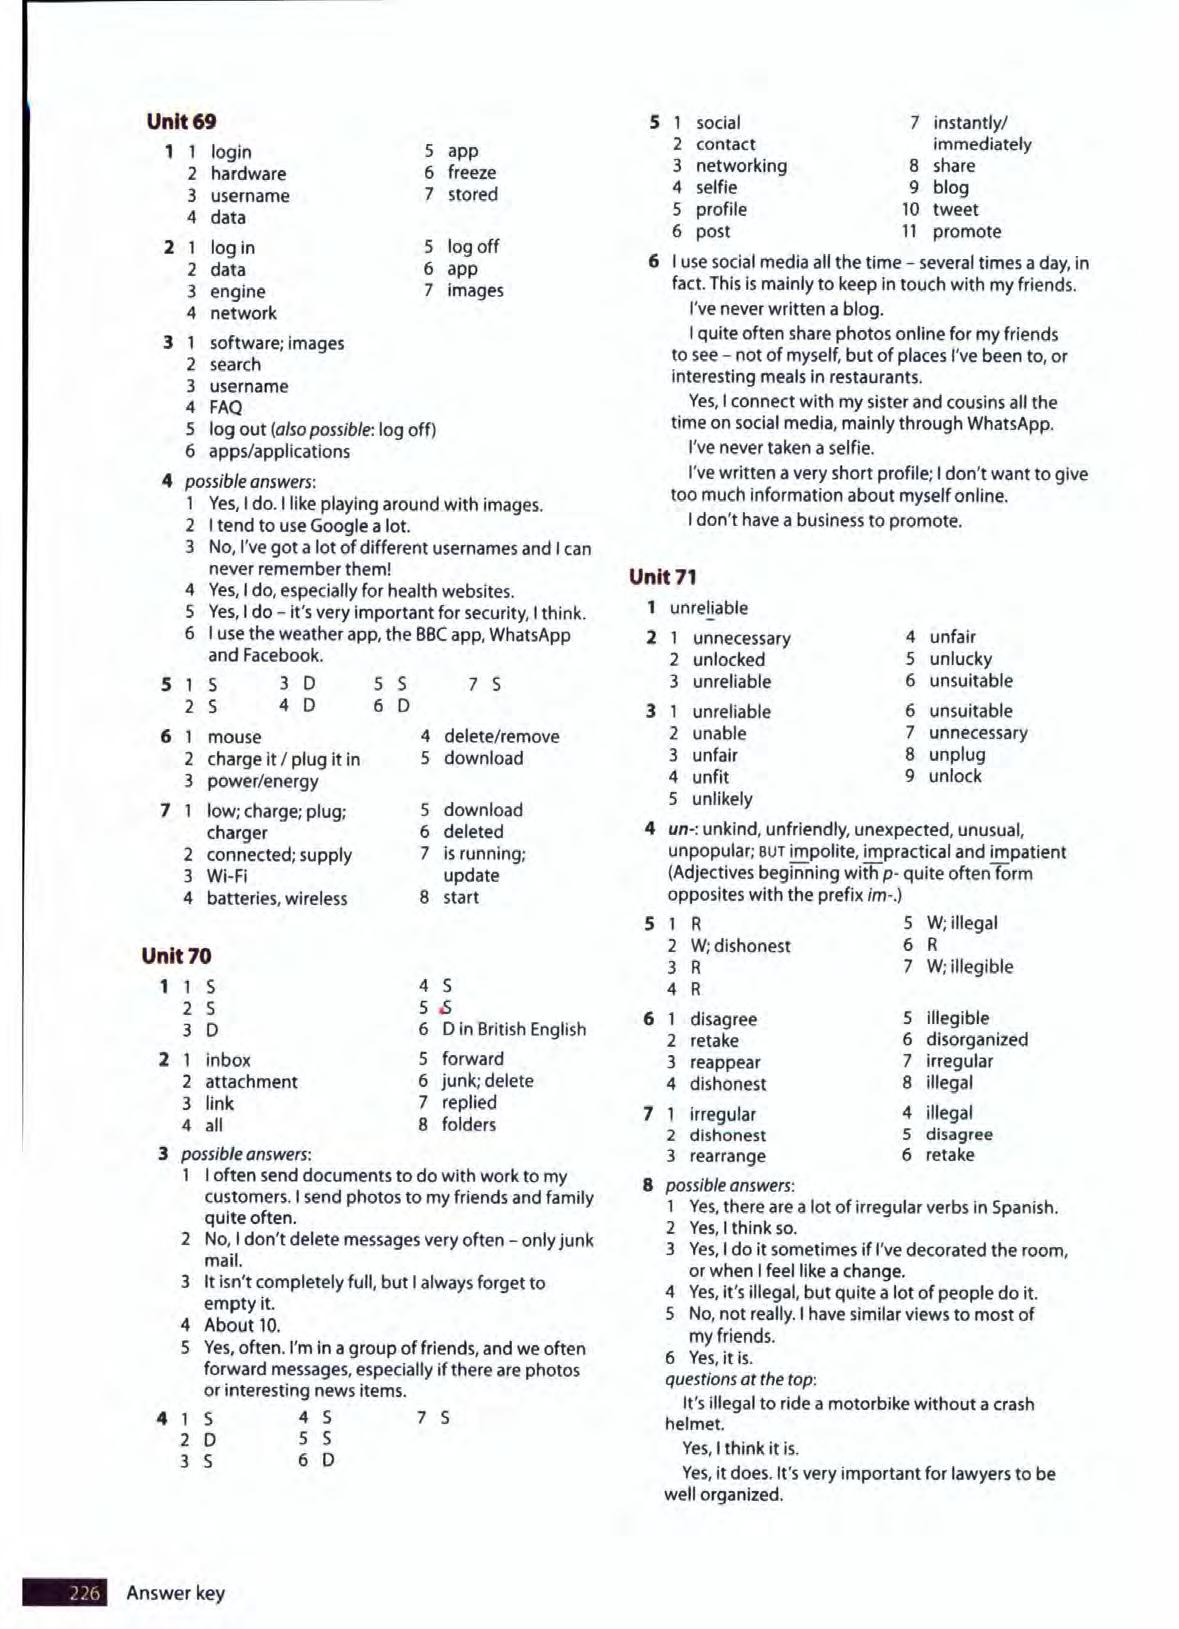 Unit 69
1 1 login 5 app
2 hardware 6 freeze
3 username 7 stored
4 data
2 1 log in 5 log off
2 data 6 app
3 engine 7 images
4 network
3 1 software; images
2 search
3 username
4 FAQ
5 log out (also possible: log off)
6 apps/applications
4 possible answers:
1 Yes, I do. I like playing around with images.
2 I tend to use Google a lot.
3 No, I've got a lot of different usernames and I can
never remember them!
4 Yes, I do, especially for health websites.
5 Yes, I do – it's very important for security, I think.
6 I use the weather app, the BBC app, WhatsApp
and Facebook.
5 1 S 3 D 5 S 7 S
2 S 4 D 6 D
6 1 mouse 4 delete/remove
2 charge it / plug it in 5 download
3 power/energy
7 1 low; charge; plug; 5 download
charger 6 deleted
2 connected; supply 7 is running;
3 Wi-Fi update
4 batteries, wireless 8 start
Unit 70
1 1 S 4 S
2 S 5 S
3 D 6 D in British English
2 1 inbox 5 forward
2 attachment 6 junk; delete
3 link 7 replied
4 all 8 folders
3 possible answers:
1 I often send documents to do with work to my
customers. I send photos to my friends and family
quite often.
2 No, I don't delete messages very often – only junk
mail.
3 It isn't completely full, but I always forget to
empty it.
4 About 10.
5 Yes, often. I'm in a group of friends, and we often
forward messages, especially if there are photos
or interesting news items.
4 1 S 4 S 7 S
2 D 5 S
3 S 6 D
5 1 social 7 instantly/
2 contact immediately
3 networking 8 share
4 selfie 9 blog
5 profile 10 tweet
6 post 11 promote
6 I use social media all the time – several times a day, in
fact. This is mainly to keep in touch with my friends.
I've never written a blog.
I quite often share photos online for my friends
to see – not of myself, but of places I've been to, or
interesting meals in restaurants.
Yes, I connect with my sister and cousins all the
time on social media, mainly through WhatsApp.
I've never taken a selfie.
I've written a very short profile; I don't want to give
too much information about myself online.
I don't have a business to promote.
Unit 71
1 unreliable
2 1 unnecessary 4 unfair
2 unlocked 5 unlucky
3 unreliable 6 unsuitable
3 1 unreliable 6 unsuitable
2 unable 7 unnecessary
3 unfair 8 unplug
4 unfit 9 unlock
5 unlikely
4 un-: unkind, unfriendly, unexpected, unusual,
unpopular; BUT impolite, impractical and impatient
(Adjectives beginning with p- quite often form
opposites with the prefix im-.)
5 1 R 5 W; illegal
2 W; dishonest 6 R
3 R 7 W; illegible
4 R
6 1 disagree 5 illegible
2 retake 6 disorganized
3 reappear 7 irregular
4 dishonest 8 illegal
7 1 irregular 4 illegal
2 dishonest 5 disagree
3 rearrange 6 retake
8 possible answers:
1 Yes, there are a lot of irregular verbs in Spanish.
2 Yes, I think so.
3 Yes, I do it sometimes if I've decorated the room,
or when I feel like a change.
4 Yes, it's illegal, but quite a lot of people do it.
5 No, not really. I have similar views to most of
my friends.
6 Yes, it is.
questions at the top:
It's illegal to ride a motorbike without a crash
helmet.
Yes, I think it is.
Yes, it does. It's very important for lawyers to be
well organized.
226 Answer key